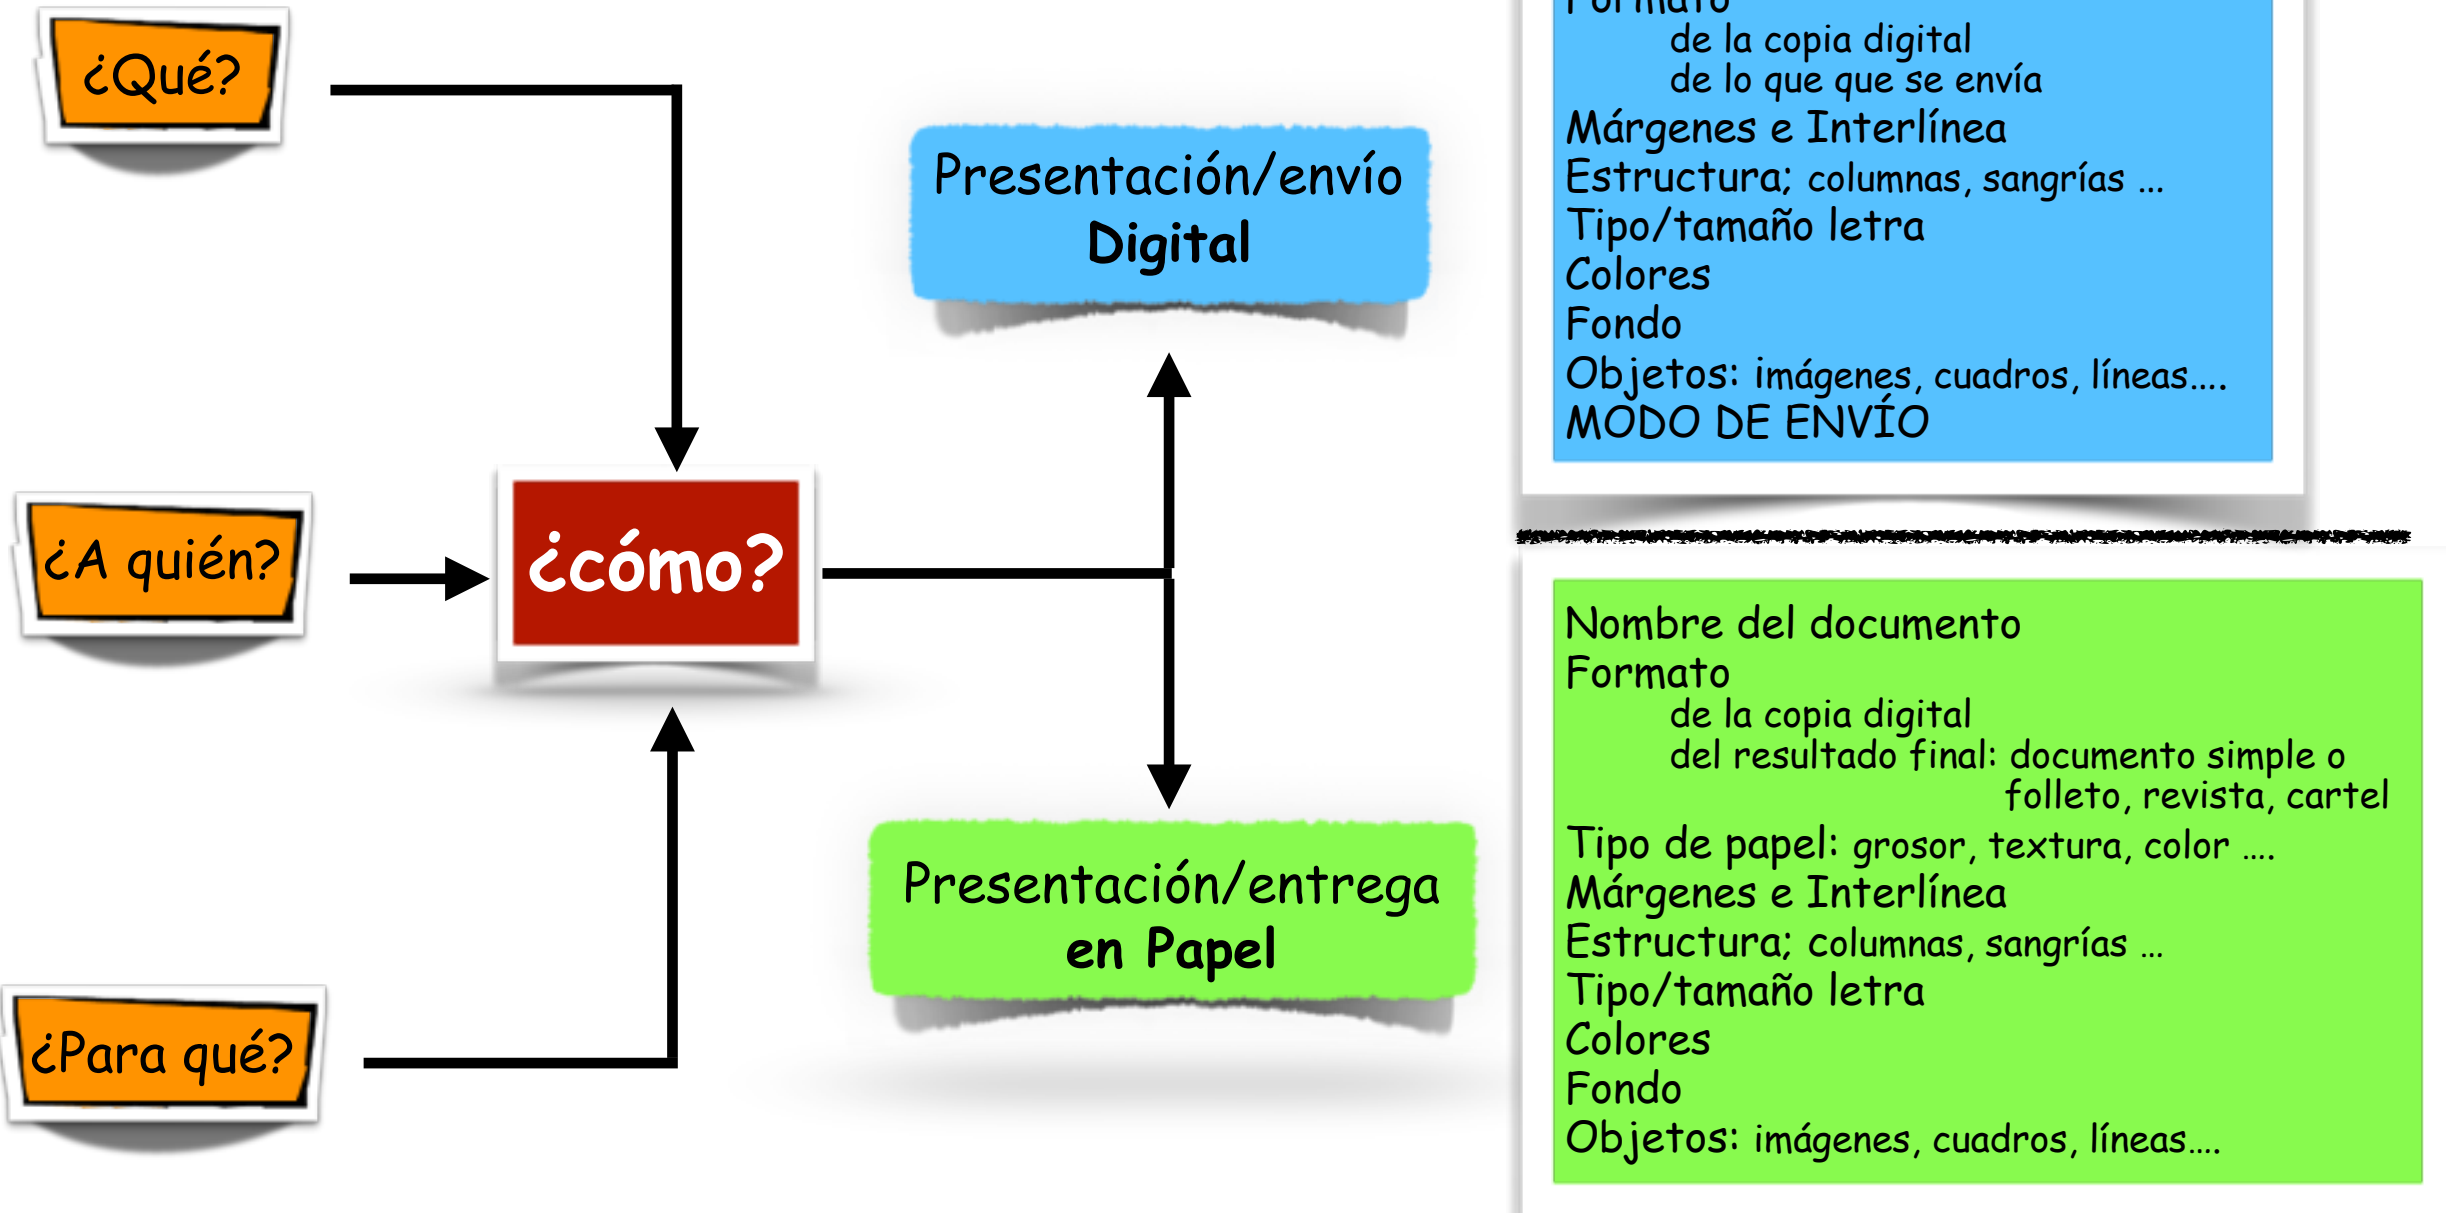 ¿Qué?
¿A quién?
¿Para qué?
¿cómo?
Presentación/envío
Digital
Presentación/entrega
en Papel
Formato
de la copia digital
de lo que que se envía
Márgenes e Interlínea
Estructura; columnas, sangrías ...
Tipo/tamaño letra
Colores
Fondo
Objetos: imágenes, cuadros, líneas....
MODO DE ENVÍO
Nombre del documento
Formato
de la copia digital
del resultado final: documento simple o
folleto, revista, cartel
Tipo de papel: grosor, textura, color ....
Márgenes e Interlínea
Estructura; columnas, sangrías ...
Tipo/tamaño letra
Colores
Fondo
Objetos: imágenes, cuadros, líneas....